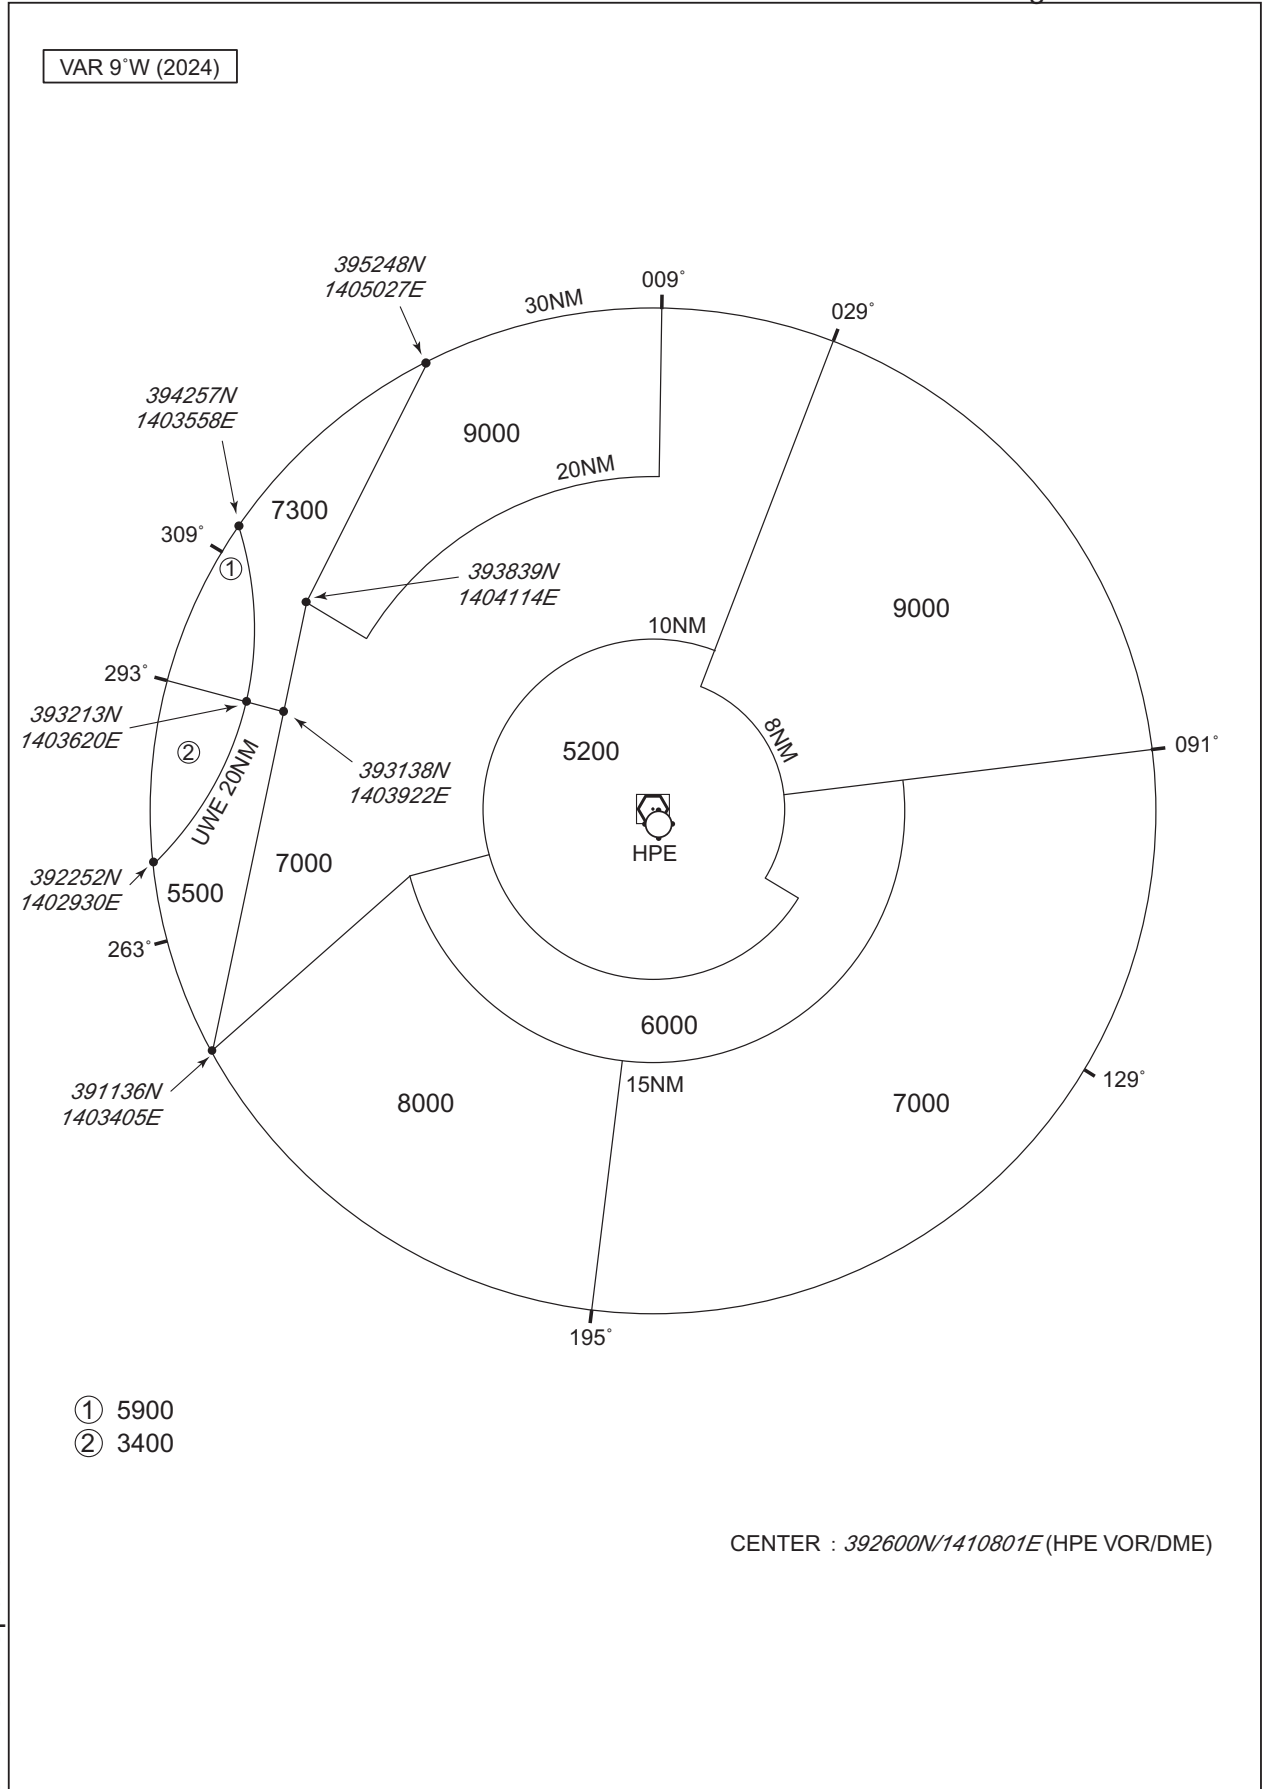 VAR 9°W (2024)
395248N
1405027E
30NM
009°
029°
394257N
1403558E
9000
20NM
7300
309°
①
393839N
1404114E
9000
10NM
293°
393213N
1403620E
②
UWE 20NM
393138N
1403922E
5200
8NM
091°
HPE
7000
392252N
1402930E
5500
263°
6000
15NM
391136N
1403405E
8000
7000
129°
195°
① 5900
② 3400
CENTER : 392600N/1410801E (HPE VOR/DME)